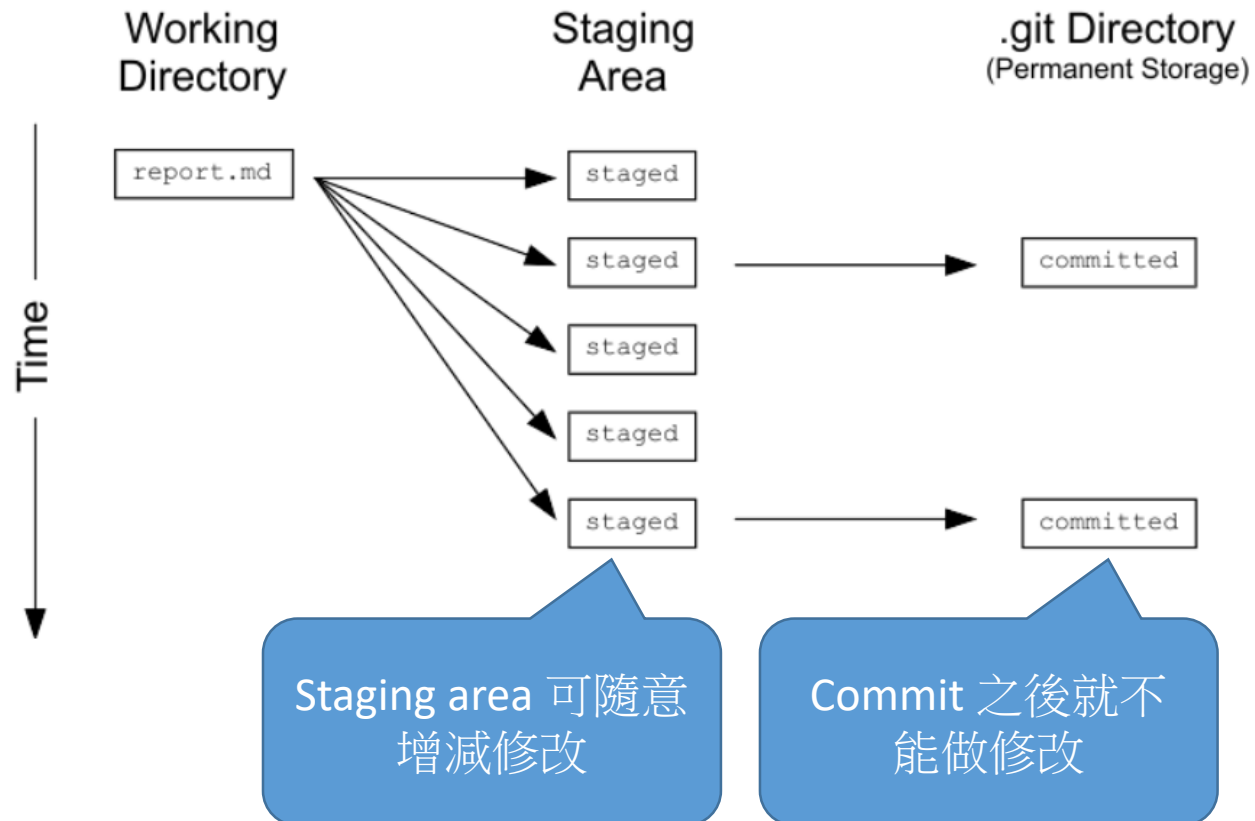 Working
Directory
Staging
Area
.git Directory
(Permanent Storage)
Time
report.md
staged
staged
committed
staged
staged
staged
committed
Staging area 可隨意
增減修改
Commit 之後就不
能做修改